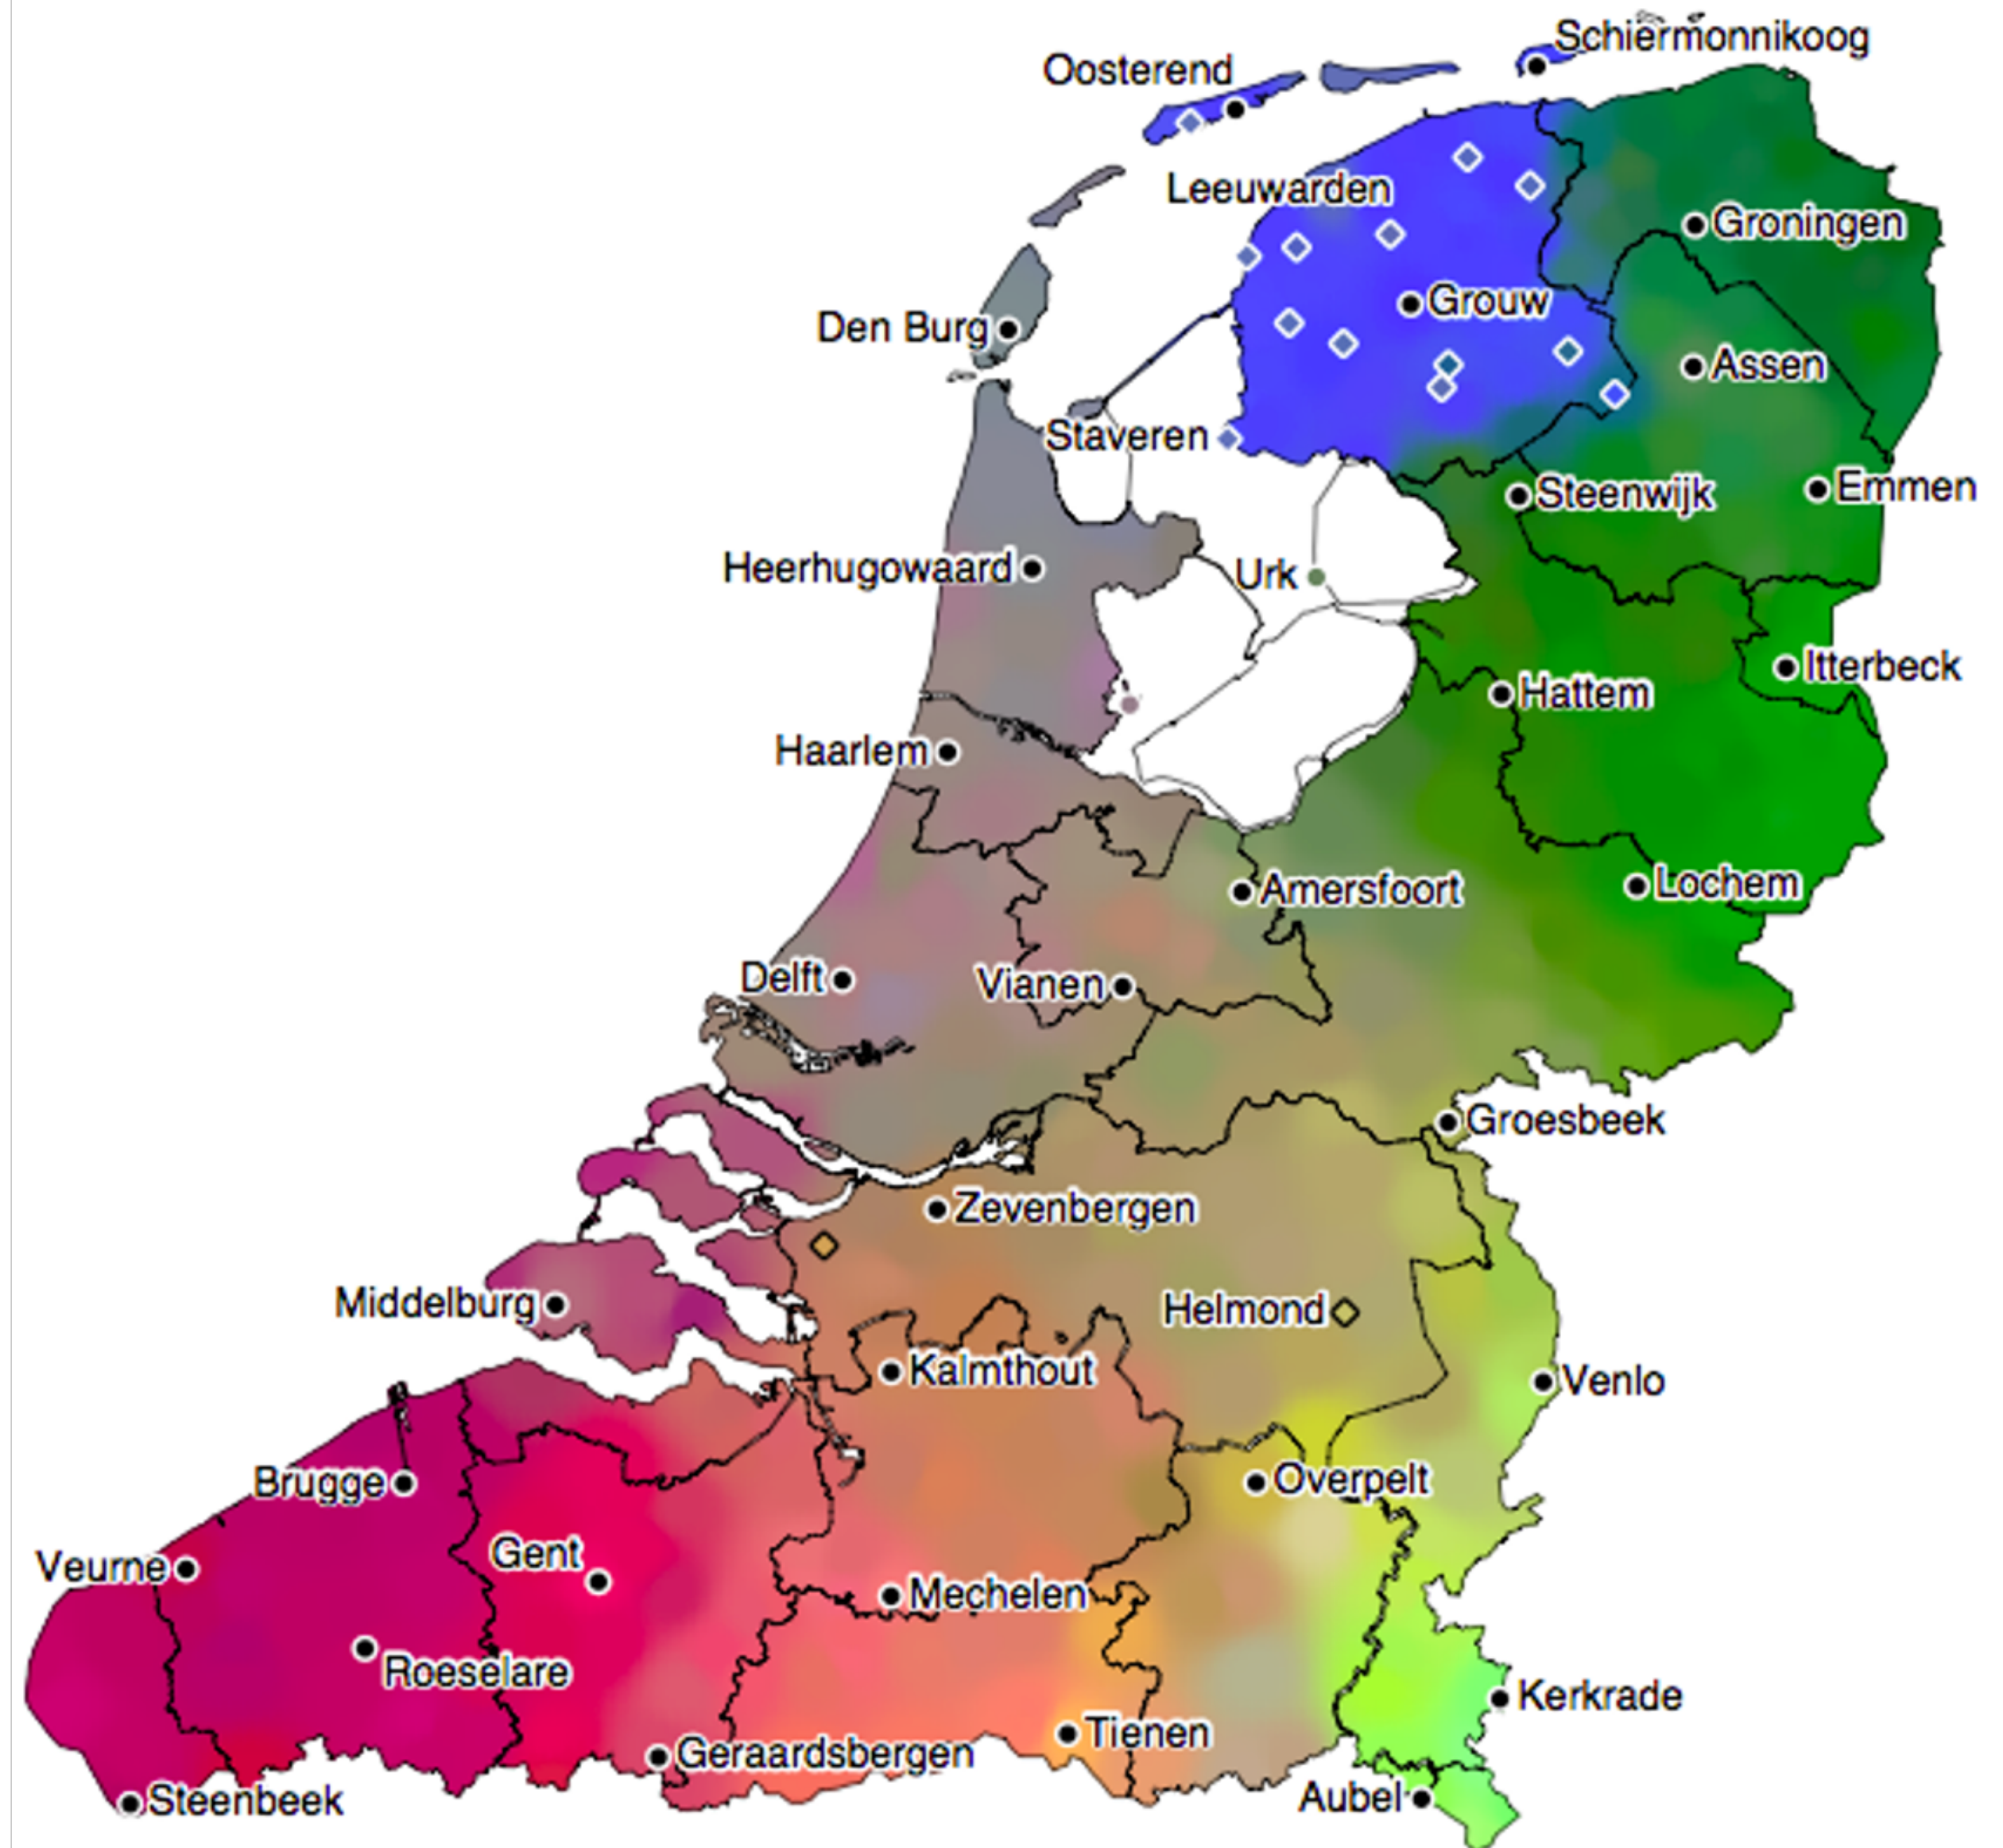 Schiermonnikoog
Oosterend
Leeuwarden
Groningen
Grouw
Den Burg
Assen
Staveren
Steenwijk
Emmen
Heerhugowaard
Urk
Itterbeck
Hattem
Haarlem
Amersfoort
Lochem
Delft
Vianen
Groesbeek
Zevenbergen
Middelburg
Helmond
Kalmthout
Venlo
Brugge
Overpelt
Gent
Veurne
Mechelen
Roeselare
Kerkrade
Tienen
Geraardsbergen
Aubel
Steenbeek